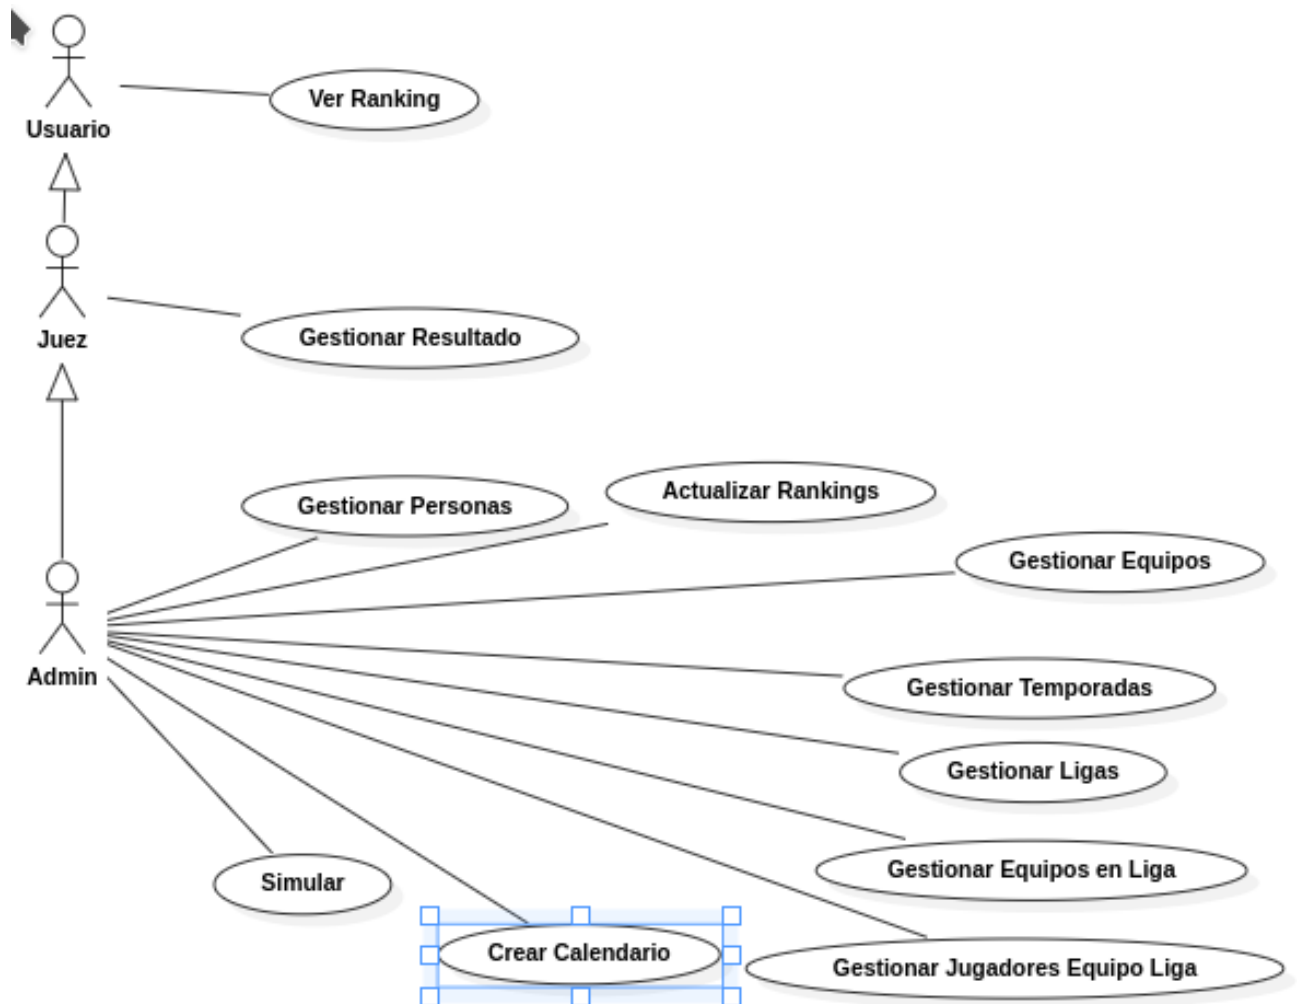 Usuario
Ver Ranking
Juez
Gestionar Resultado
Admin
Gestionar Personas
Actualizar Rankings
Gestionar Equipos
Gestionar Temporadas
Gestionar Ligas
Gestionar Equipos en Liga
Simular
Crear Calendario
Gestionar Jugadores Equipo Liga